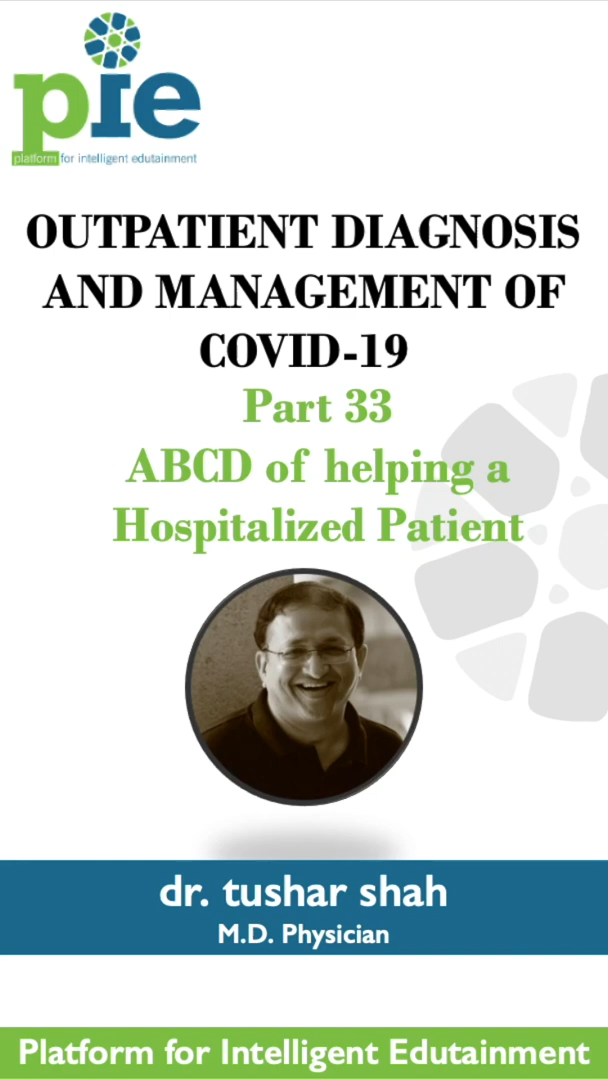 pie
platform for intelligent edutainment
OUTPATIENT DIAGNOSIS
AND MANAGEMENT OF
COVID-19
Part 33
ABCD of helping a
Hospitalized Patient
dr. tushar shah
M.D. Physician
Platform for Intelligent Edutainment